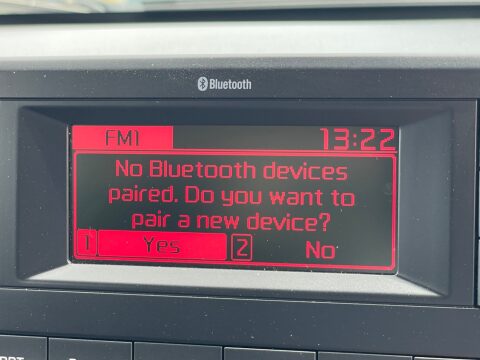 Bluetooth
FM1 13:22
No Bluetooth devices
paired. Do you want to
pair a new device?
1 Yes 2 No